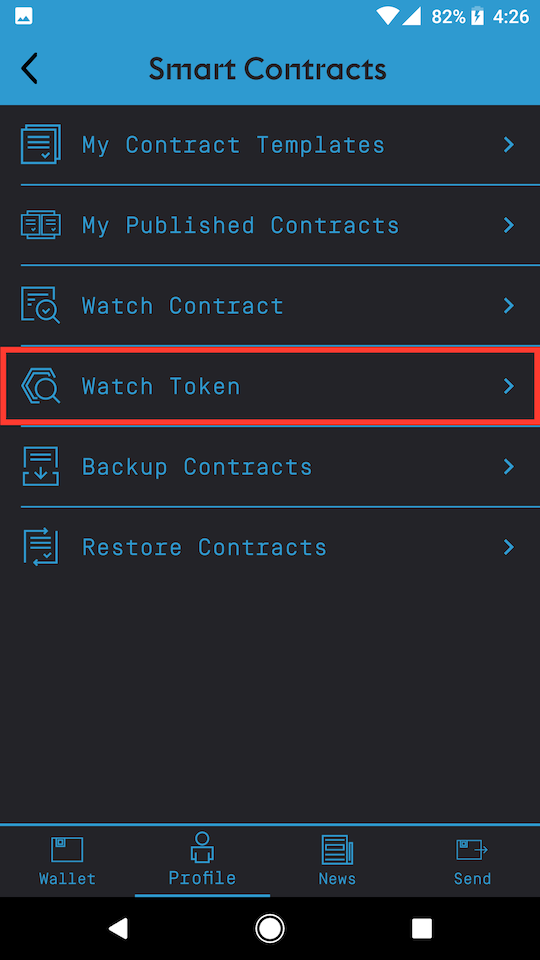 82% 4:26
Smart Contracts
My Contract Templates
My Published Contracts
Watch Contract
Watch Token
Backup Contracts
Restore Contracts
Wallet Profile News Send